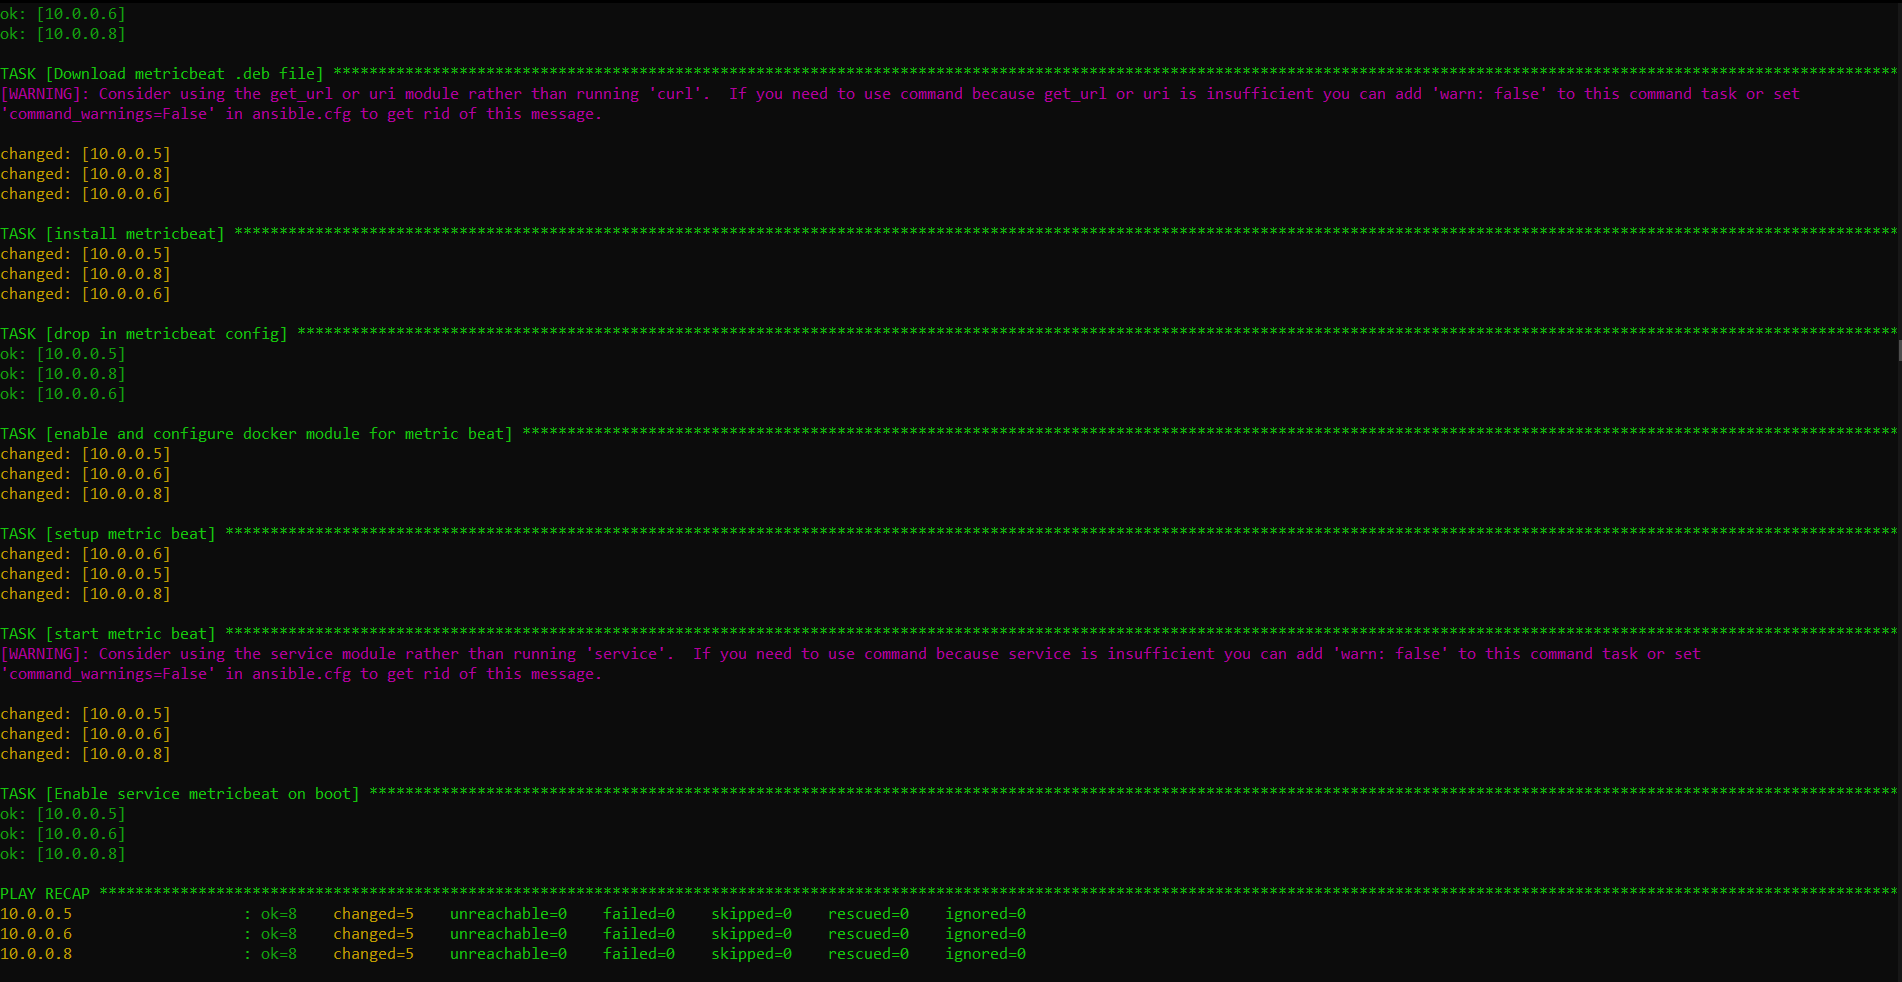 ok: [10.0.0.6]
ok: [10.0.0.8]
TASK [Download metricbeat .deb file] ******************************************************************************************************************************************************************************
[WARNING]: Consider using the get_url or uri module rather than running 'curl'.  If you need to use command because get_url or uri is insufficient you can add 'warn: false' to this command task or set
'command_warnings=False' in ansible.cfg to get rid of this message.
changed: [10.0.0.5]
changed: [10.0.0.8]
changed: [10.0.0.6]
TASK [install metricbeat] *****************************************************************************************************************************************************************************************
changed: [10.0.0.5]
changed: [10.0.0.8]
changed: [10.0.0.6]
TASK [drop in metricbeat config] **********************************************************************************************************************************************************************************
ok: [10.0.0.5]
ok: [10.0.0.8]
ok: [10.0.0.6]
TASK [enable and configure docker module for metric beat] *********************************************************************************************************************************************************
changed: [10.0.0.5]
changed: [10.0.0.6]
changed: [10.0.0.8]
TASK [setup metric beat] ******************************************************************************************************************************************************************************************
changed: [10.0.0.6]
changed: [10.0.0.5]
changed: [10.0.0.8]
TASK [start metric beat] ******************************************************************************************************************************************************************************************
[WARNING]: Consider using the service module rather than running 'service'.  If you need to use command because service is insufficient you can add 'warn: false' to this command task or set
'command_warnings=False' in ansible.cfg to get rid of this message.
changed: [10.0.0.5]
changed: [10.0.0.6]
changed: [10.0.0.8]
TASK [Enable service metricbeat on boot] **************************************************************************************************************************************************************************
ok: [10.0.0.5]
ok: [10.0.0.6]
ok: [10.0.0.8]
PLAY RECAP ********************************************************************************************************************************************************************************************************
10.0.0.5                   : ok=8    changed=5    unreachable=0    failed=0    skipped=0    rescued=0    ignored=0
10.0.0.6                   : ok=8    changed=5    unreachable=0    failed=0    skipped=0    rescued=0    ignored=0
10.0.0.8                   : ok=8    changed=5    unreachable=0    failed=0    skipped=0    rescued=0    ignored=0